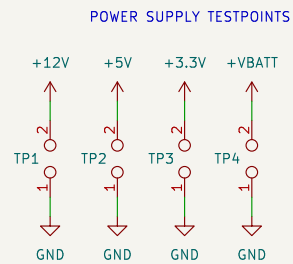 POWER SUPPLY TESTPOINTS
+12V +5V +3.3V +VBATT
2 2 2 2
TP1 TP2 TP3 TP4
1 1 1 1
GND GND GND GND